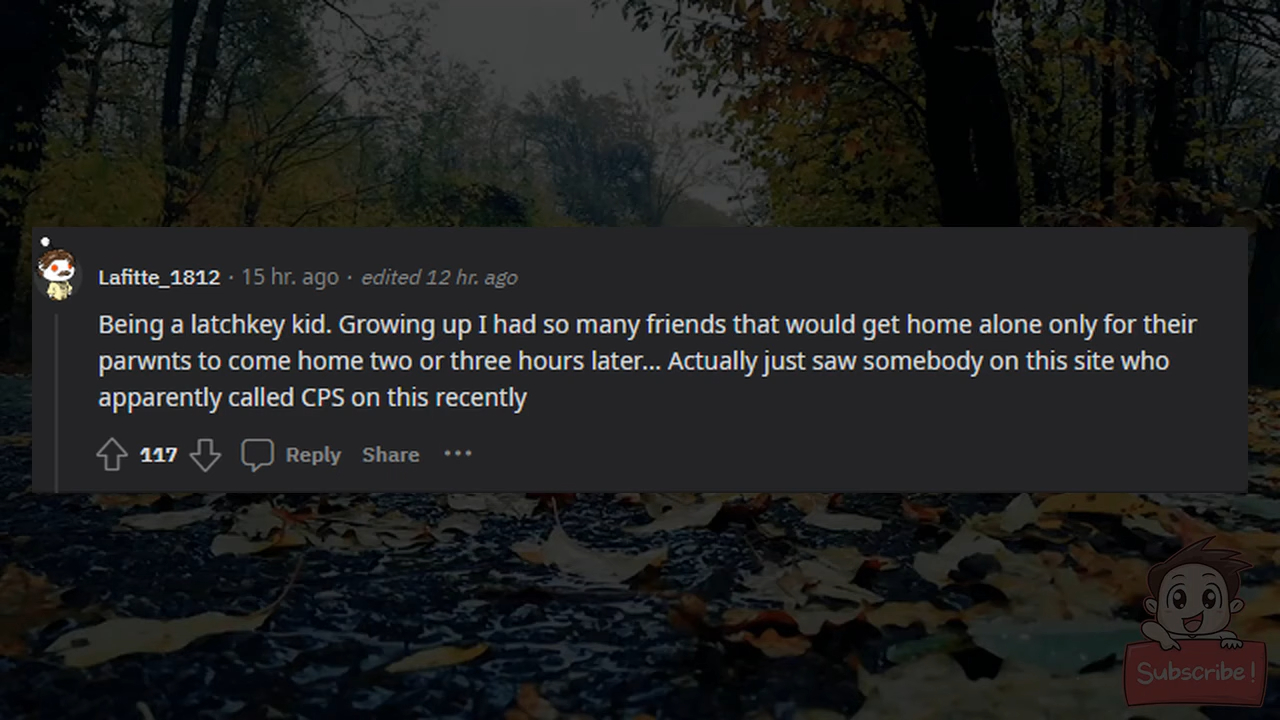 Lafitte_1812 · 15 hr. ago · edited 12 hr. ago
Being a latchkey kid. Growing up I had so many friends that would get home alone only for their
parwnts to come home two or three hours later... Actually just saw somebody on this site who
apparently called CPS on this recently
117 Reply Share ···
Subscribe!